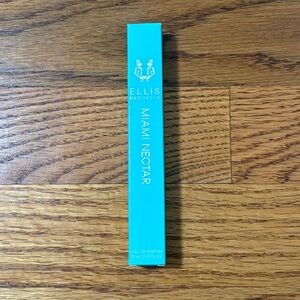 ELLIS
BROOKLYN
MIAMI NECTAR
EAU DE PARFUM